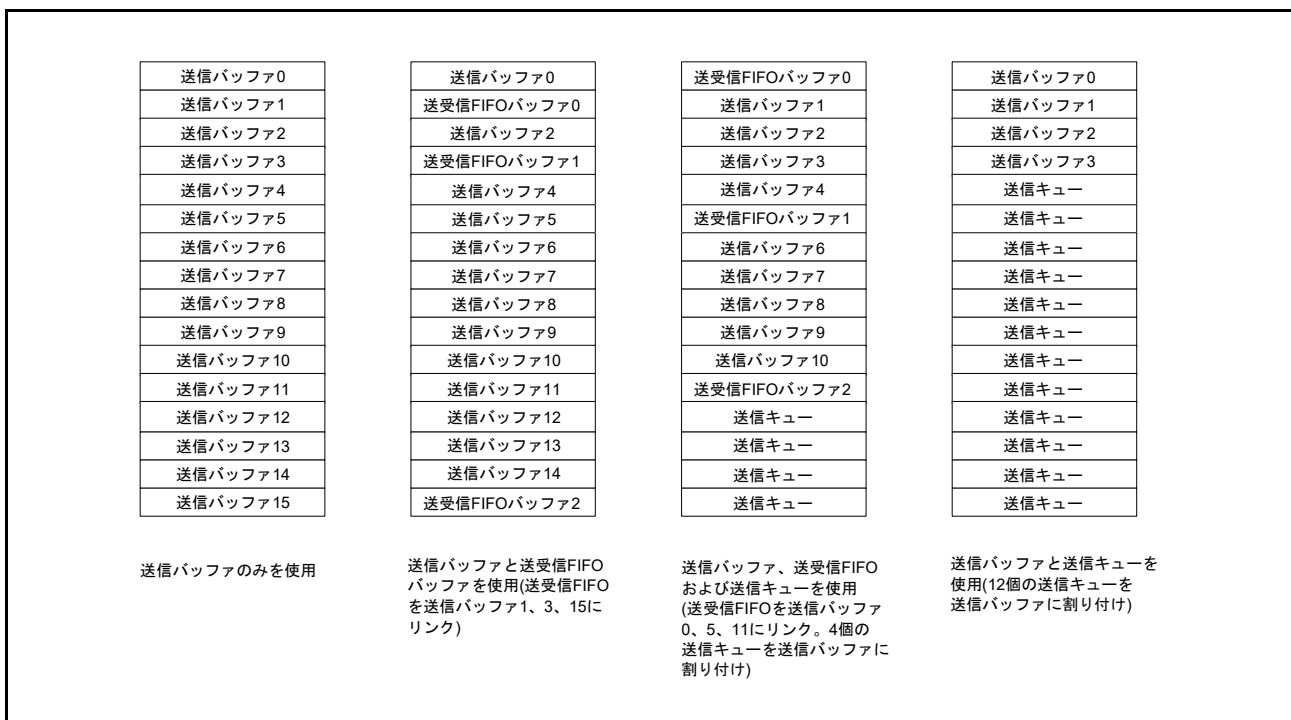 送信バッファ0
送信バッファ1
送信バッファ2
送信バッファ3
送信バッファ4
送信バッファ5
送信バッファ6
送信バッファ7
送信バッファ8
送信バッファ9
送信バッファ10
送信バッファ11
送信バッファ12
送信バッファ13
送信バッファ14
送信バッファ15
送信バッファのみを使用
送信バッファ0
送受信FIFOバッファ0
送信バッファ2
送受信FIFOバッファ1
送信バッファ4
送信バッファ5
送信バッファ6
送信バッファ7
送信バッファ8
送信バッファ9
送信バッファ10
送信バッファ11
送信バッファ12
送信バッファ13
送信バッファ14
送受信FIFOバッファ2
送信バッファと送受信FIFO
バッファを使用(送受信FIFO
を送信バッファ1、3、15に
リンク)
送受信FIFOバッファ0
送信バッファ1
送信バッファ2
送信バッファ3
送信バッファ4
送受信FIFOバッファ1
送信バッファ6
送信バッファ7
送信バッファ8
送信バッファ9
送信バッファ10
送受信FIFOバッファ2
送信キュー
送信キュー
送信キュー
送信キュー
送信バッファ、送受信FIFO
および送信キューを使用
(送受信FIFOを送信バッファ
0、5、11にリンク。4個の
送信キューを送信バッファに
割り付け)
送信バッファ0
送信バッファ1
送信バッファ2
送信バッファ3
送信キュー
送信キュー
送信キュー
送信キュー
送信キュー
送信キュー
送信キュー
送信キュー
送信キュー
送信キュー
送信キュー
送信キュー
送信バッファと送信キューを
使用(12個の送信キューを
送信バッファに割り付け)